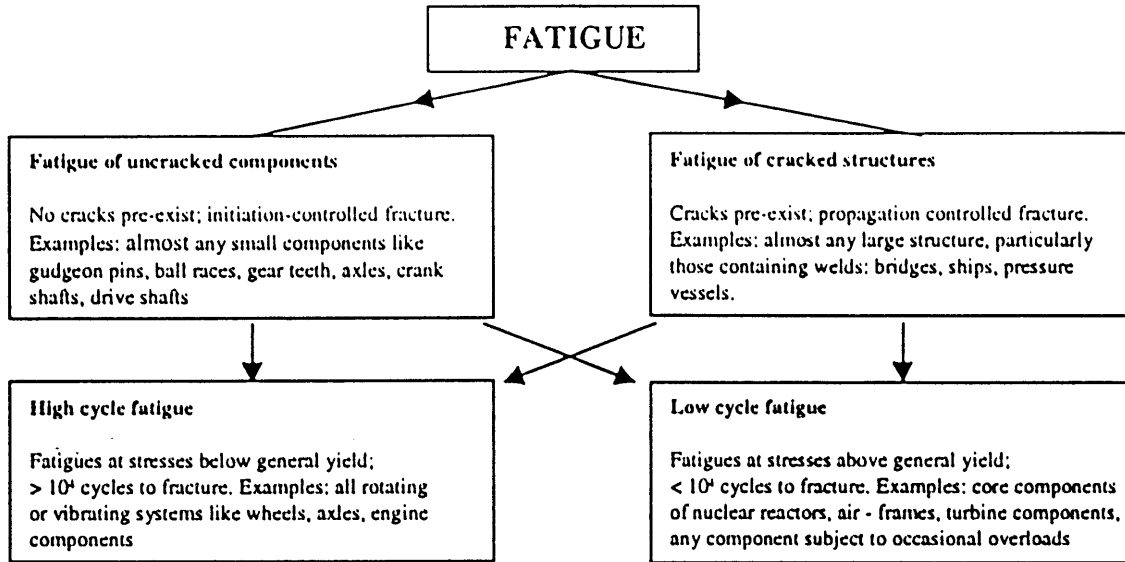 FATIGUE
Fatigue of uncracked components
No cracks pre-exist; initiation-controlled fracture.
Examples: almost any small components like
gudgeon pins, ball races, gear teeth, axles, crank
shafts, drive shafts
Fatigue of cracked structures
Cracks pre-exist; propagation controlled fracture.
Examples: almost any large structure, particularly
those containing welds: bridges, ships, pressure
vessels.
High cycle fatigue
Fatigues at stresses below general yield;
> 10⁴ cycles to fracture. Examples: all rotating
or vibrating systems like wheels, axles, engine
components
Low cycle fatigue
Fatigues at stresses above general yield;
< 10⁴ cycles to fracture. Examples: core components
of nuclear reactors, air - frames, turbine components,
any component subject to occasional overloads